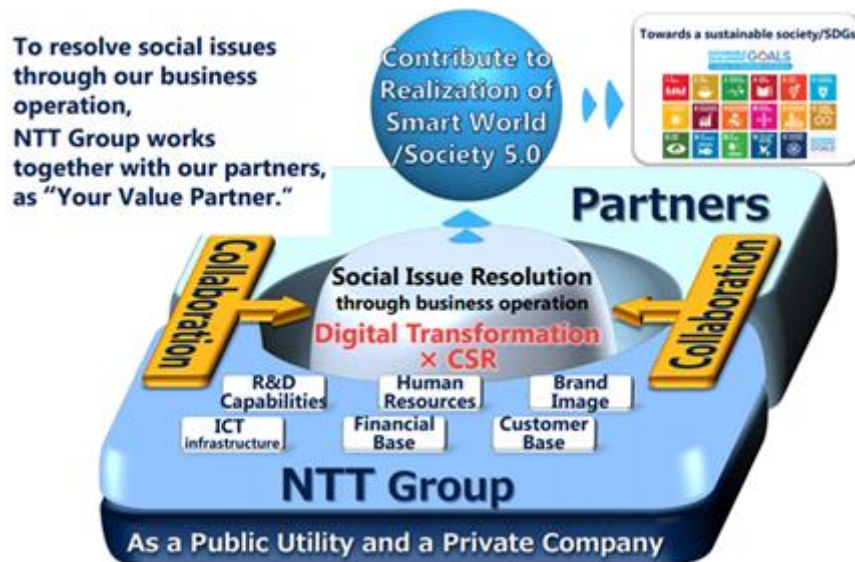 To resolve social issues
through our business
operation,
NTT Group works
together with our partners,
as “Your Value Partner.”
Contribute to
Realization of
Smart World
/Society 5.0
Towards a sustainable society/SDGs
GOALS
Partners
Collaboration
Collaboration
Social Issue Resolution
through business operation
Digital Transformation
× CSR
R&D
Capabilities
Human
Resources
Brand
Image
ICT
infrastructure
Financial
Base
Customer
Base
NTT Group
As a Public Utility and a Private Company